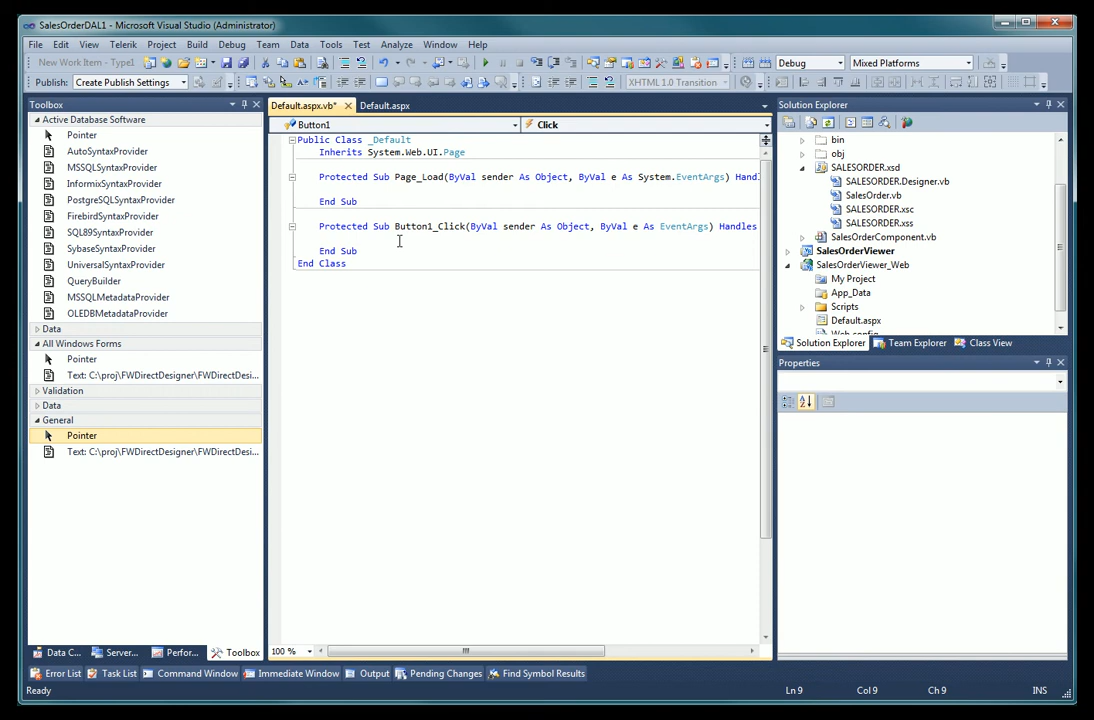 SalesOrderDAL1 - Microsoft Visual Studio (Administrator)
File Edit View Telerik Project Build Debug Team Data Tools Test Analyze Window Help
New Work Item - Type1 Debug Mixed Platforms
Publish: Create Publish Settings XHTML 1.0 Transition
Toolbox
Active Database Software
Pointer
AutoSyntaxProvider
MSSQLSyntaxProvider
InformixSyntaxProvider
PostgreSQLSyntaxProvider
FirebirdSyntaxProvider
SQL89SyntaxProvider
SybaseSyntaxProvider
UniversalSyntaxProvider
QueryBuilder
MSSQLMetadataProvider
OLEDBMetadataProvider
Data
All Windows Forms
Pointer
Text: C:\proj\FWDirectDesigner\FWDirectDesi...
Validation
Data
General
Pointer
Text: C:\proj\FWDirectDesigner\FWDirectDesi...
Data C... Server... Perfor... Toolbox
Default.aspx.vb* Default.aspx
Button1 Click
Public Class _Default
Inherits System.Web.UI.Page
Protected Sub Page_Load(ByVal sender As Object, ByVal e As System.EventArgs) Handl
End Sub
Protected Sub Button1_Click(ByVal sender As Object, ByVal e As EventArgs) Handles
End Sub
End Class
100 %
Solution Explorer
bin
obj
SALESORDER.xsd
SALESORDER.Designer.vb
SalesOrder.vb
SALESORDER.xsc
SALESORDER.xss
SalesOrderComponent.vb
SalesOrderViewer
SalesOrderViewer_Web
My Project
App_Data
Scripts
Default.aspx
Web.config
Solution Explorer Team Explorer Class View
Properties
Error List Task List Command Window Immediate Window Output Pending Changes Find Symbol Results
Ready Ln 9 Col 9 Ch 9 INS